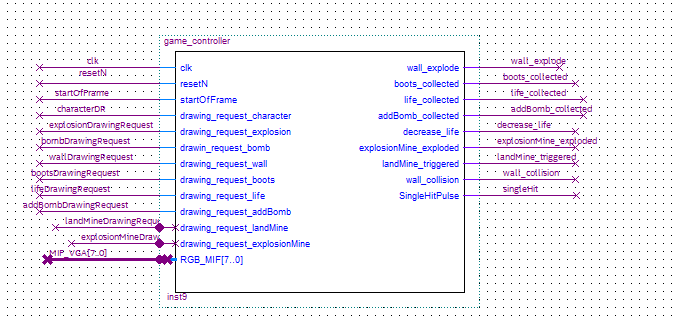 game_controller
clk clk wall_explode wall_explode
resetN resetN boots_collected boots_collected
startOfFrame startOfFrame life_collected life_collected
characterDR drawing_request_character addBomb_collected addBomb_collected
explosionDrawingRequest drawing_request_explosion decrease_life decrease_life
bombDrawingRequest drawin_request_bomb explosionMine_exploded explosionMine_exploded
wallDrawingRequest drawing_request_wall landMine_triggered landMine_triggered
bootsDrawingRequest drawing_request_boots wall_collision wall_collision
lifeDrawingRequest drawing_request_life SingleHitPulse singleHit
addBombDrawingRequest drawing_request_addBomb
landMineDrawingRequ drawing_request_landMine
explosionMineDraw drawing_request_explosionMine
MIF_VGA[7..0] RGB_MIF[7..0]
inst9